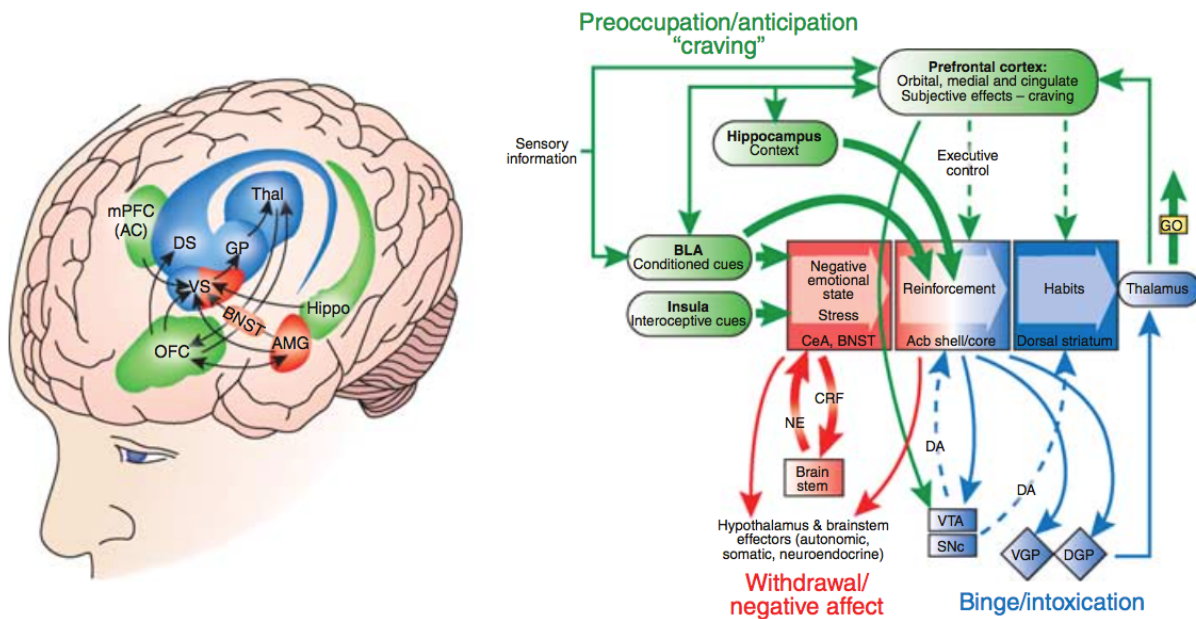 mPFC
(AC)
DS
GP
Thal
VS
BNST
Hippo
OFC
AMG
Preoccupation/anticipation
“craving”
Prefrontal cortex:
Orbital, medial and cingulate
Subjective effects – craving
Sensory
information
Hippocampus
Context
Executive
control
GO
BLA
Conditioned cues
Insula
Interoceptive cues
Negative
emotional
state
Stress
CeA, BNST
Reinforcement
Acb shell/core
Habits
Dorsal striatum
Thalamus
NE
CRF
Brain
stem
DA
DA
VTA
SNc
VGP
DGP
Hypothalamus & brainstem
effectors (autonomic,
somatic, neuroendocrine)
Withdrawal/
negative affect
Binge/intoxication